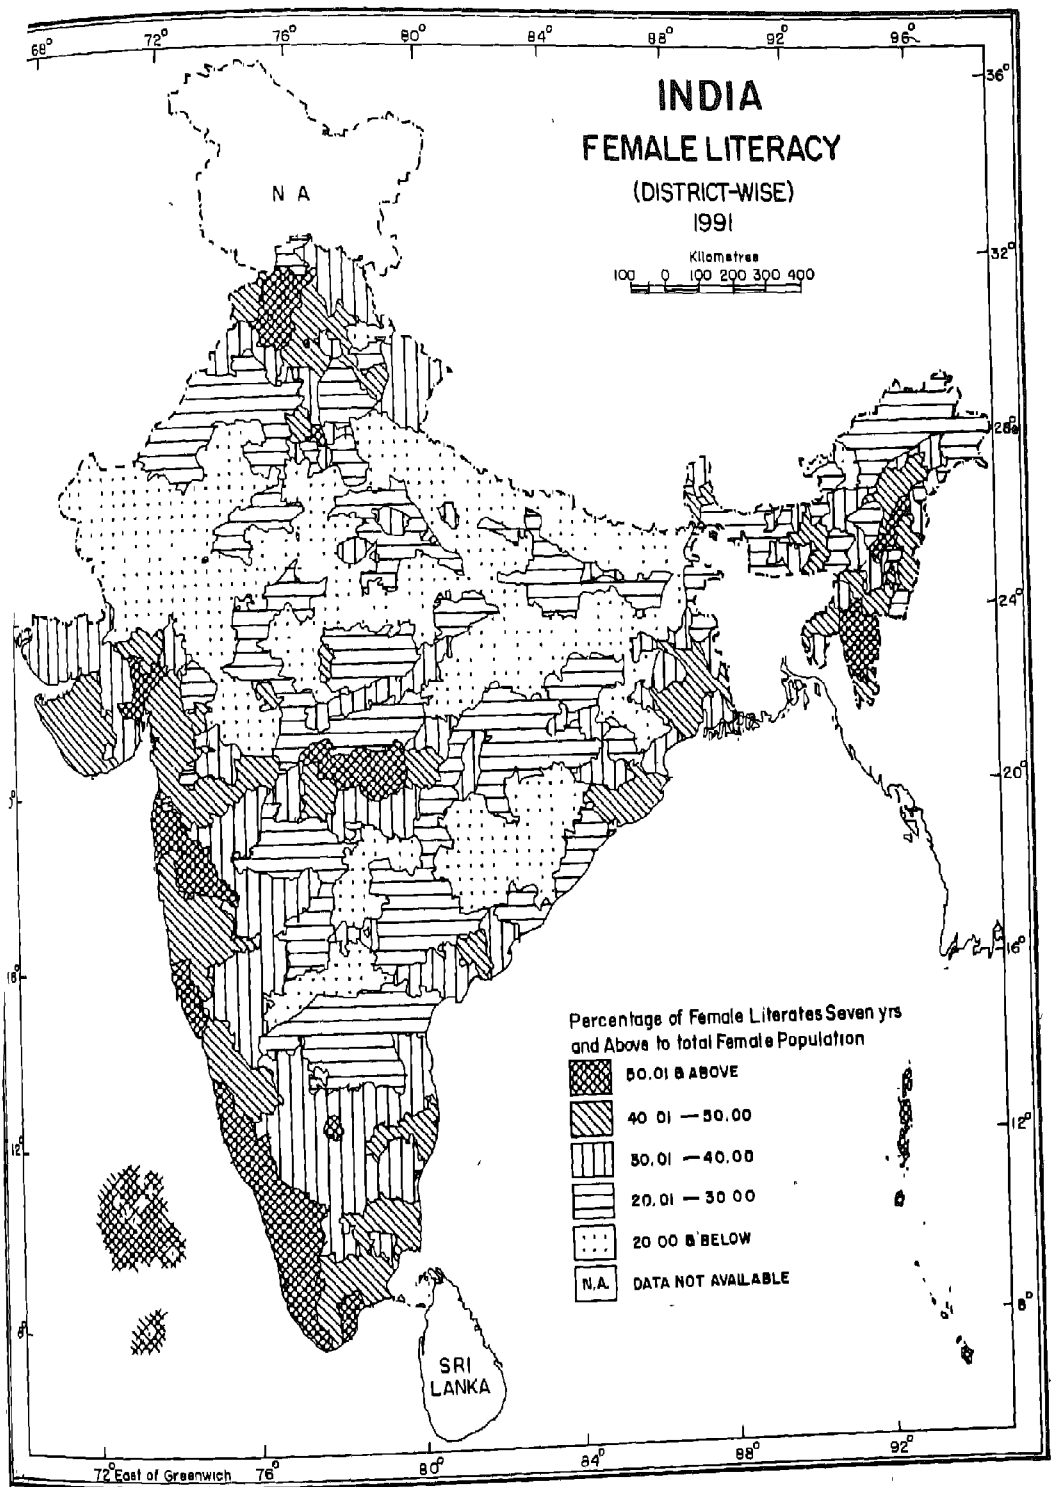 68° 72° 76° 80° 84° 88° 92° 96°
36°
INDIA
FEMALE LITERACY
(DISTRICT-WISE)
1991
Kilometres
100 0 100 200 300 400
N A
32°
28°
24°
20°
16°
16°
Percentage of Female Literates Seven yrs
and Above to total Female Population
50.01 & ABOVE
40 01 — 50.00
30.01 — 40.00
20.01 — 30 00
20 00 & BELOW
N.A. DATA NOT AVAILABLE
12°
12°
8°
8°
SRI
LANKA
72° East of Greenwich 76° 80° 84° 88° 92°